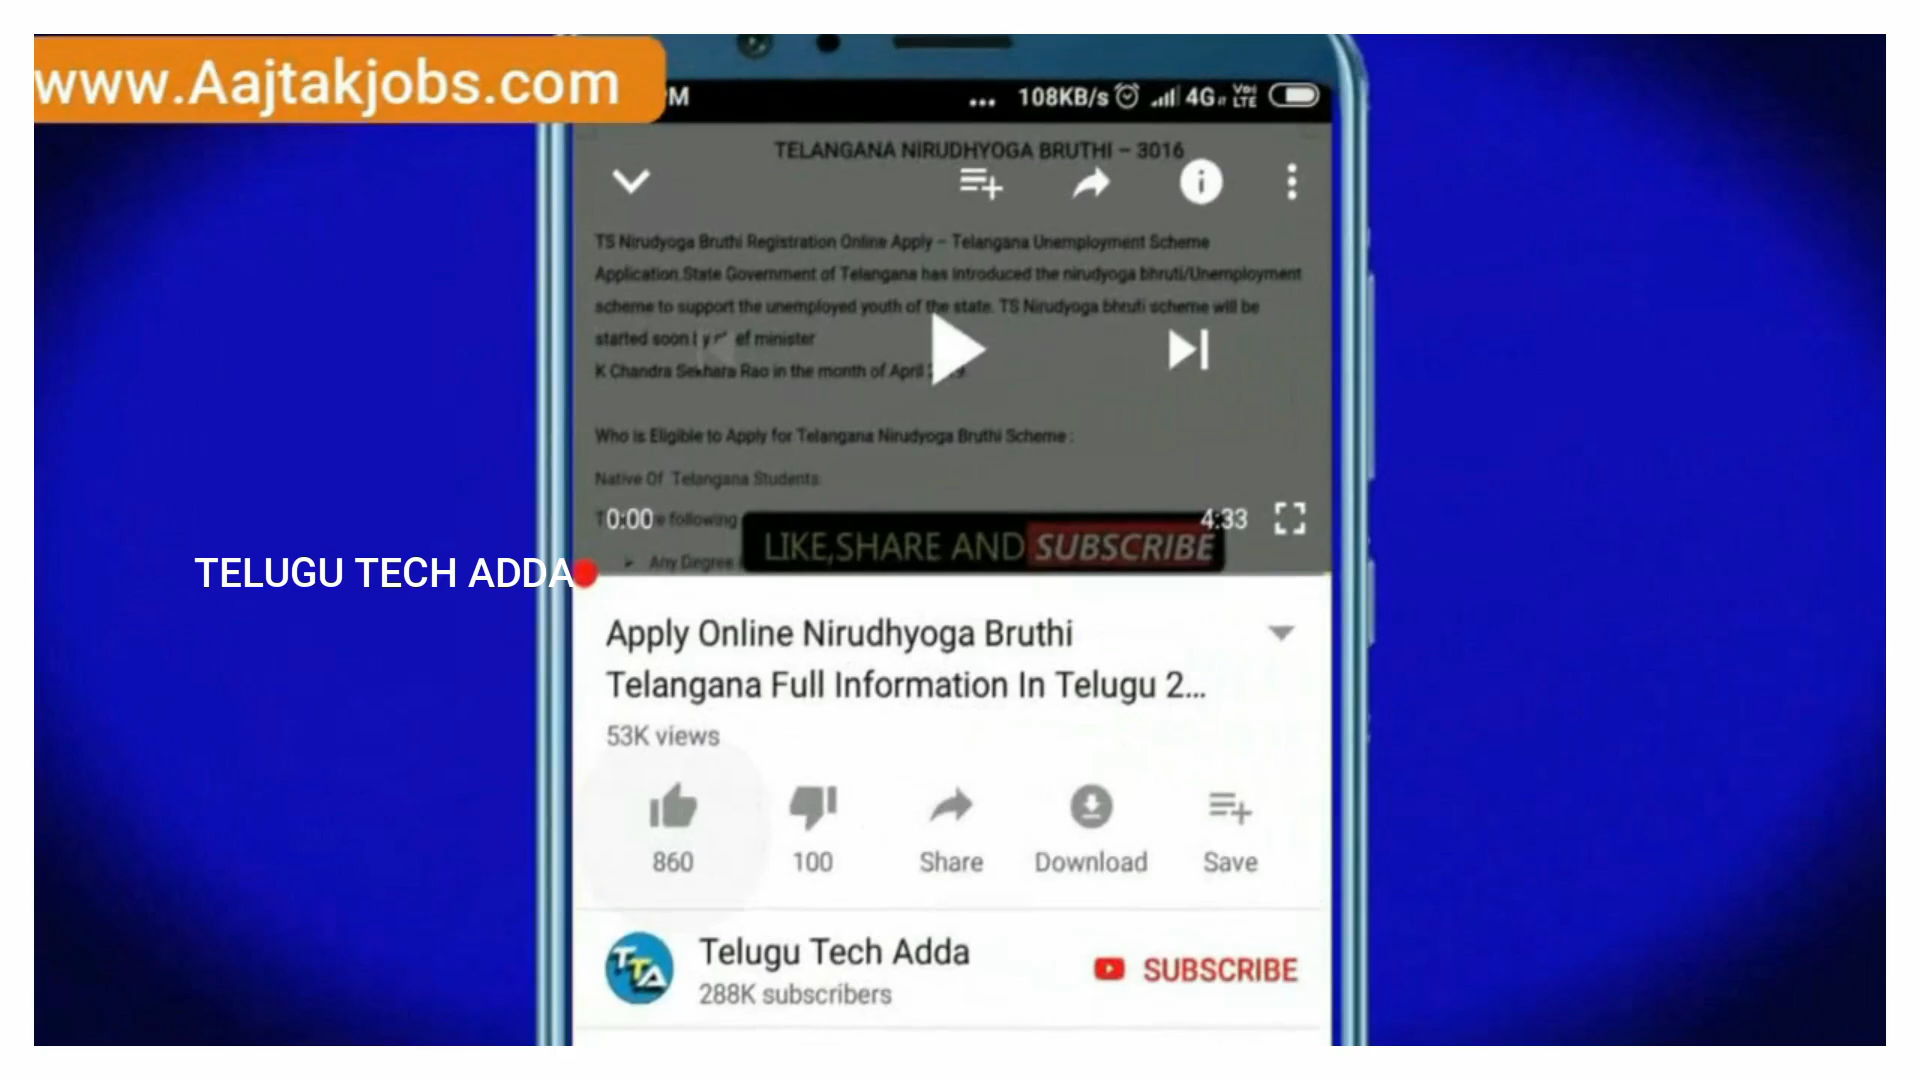 www.Aajtakjobs.com
PM
... 108KB/s 4G VoLTE
TELANGANA NIRUDHYOGA BRUTHI – 3016
TS Nirudyoga Bruthi Registration Online Apply – Telangana Unemployment Scheme
Application.State Government of Telangana has introduced the nirudyoga bhruti/Unemployment
scheme to support the unemployed youth of the state. TS Nirudyoga bhruti scheme will be
started soon minister
K Chandra Sekhara Rao in the month of April
Who is Eligible to Apply for Telangana Nirudyoga Bruthi Scheme :
Native Of Telangana Students
0:00 following 4:33
LIKE,SHARE AND SUBSCRIBE
Any Degree
TELUGU TECH ADDA
Apply Online Nirudhyoga Bruthi
Telangana Full Information In Telugu 2...
53K views
860 100 Share Download Save
TTA
Telugu Tech Adda
288K subscribers
SUBSCRIBE